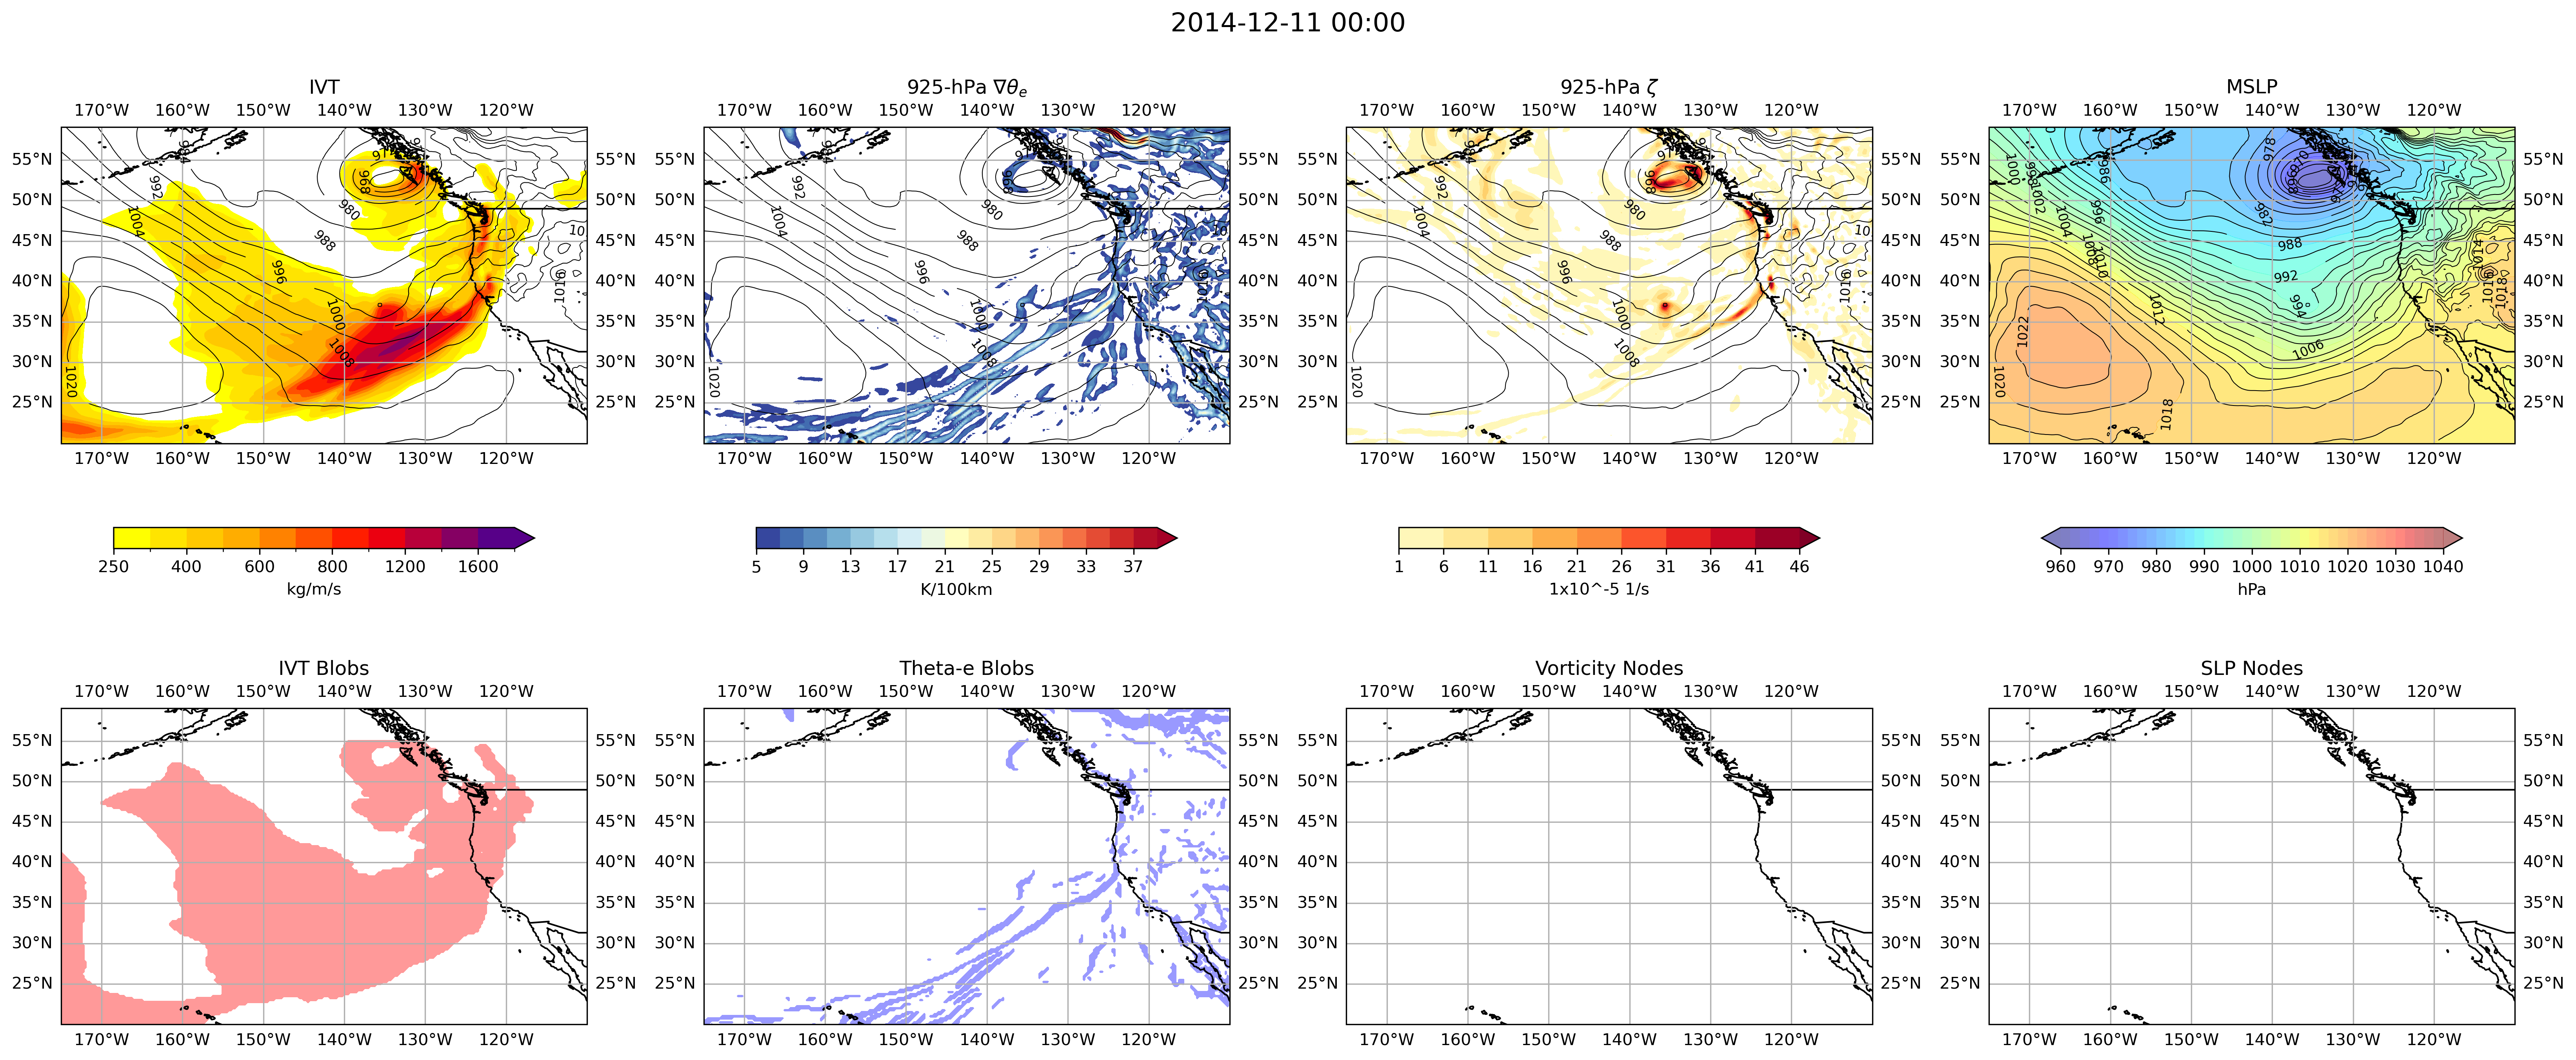 2014-12-11 00:00
IVT
925-hPa ∇θe
925-hPa ζ
MSLP
170°W 160°W 150°W 140°W 130°W 120°W
170°W 160°W 150°W 140°W 130°W 120°W
170°W 160°W 150°W 140°W 130°W 120°W
170°W 160°W 150°W 140°W 130°W 120°W
55°N 55°N 55°N 55°N 55°N 55°N 55°N 55°N
50°N 50°N 50°N 50°N 50°N 50°N 50°N 50°N
45°N 45°N 45°N 45°N 45°N 45°N 45°N 45°N
40°N 40°N 40°N 40°N 40°N 40°N 40°N 40°N
35°N 35°N 35°N 35°N 35°N 35°N 35°N 35°N
30°N 30°N 30°N 30°N 30°N 30°N 30°N 30°N
25°N 25°N 25°N 25°N 25°N 25°N 25°N 25°N
992 1004 996 1000 1008 1020 980 988 968 1016
992 1004 996 1000 1008 1020 980 988
992 1004 996 1000 1008 1020 980 988
1000 1002 1004 1008 1010 1012 996 986 978 982 988 992 994 1006 1018 1020 1022 1014 1016 1018
170°W 160°W 150°W 140°W 130°W 120°W
170°W 160°W 150°W 140°W 130°W 120°W
170°W 160°W 150°W 140°W 130°W 120°W
170°W 160°W 150°W 140°W 130°W 120°W
250 400 600 800 1200 1600
kg/m/s
5 9 13 17 21 25 29 33 37
K/100km
1 6 11 16 21 26 31 36 41 46
1x10^-5 1/s
960 970 980 990 1000 1010 1020 1030 1040
hPa
IVT Blobs
Theta-e Blobs
Vorticity Nodes
SLP Nodes
170°W 160°W 150°W 140°W 130°W 120°W
170°W 160°W 150°W 140°W 130°W 120°W
170°W 160°W 150°W 140°W 130°W 120°W
170°W 160°W 150°W 140°W 130°W 120°W
55°N 55°N 55°N 55°N 55°N 55°N 55°N 55°N
50°N 50°N 50°N 50°N 50°N 50°N 50°N 50°N
45°N 45°N 45°N 45°N 45°N 45°N 45°N 45°N
40°N 40°N 40°N 40°N 40°N 40°N 40°N 40°N
35°N 35°N 35°N 35°N 35°N 35°N 35°N 35°N
30°N 30°N 30°N 30°N 30°N 30°N 30°N 30°N
25°N 25°N 25°N 25°N 25°N 25°N 25°N 25°N
170°W 160°W 150°W 140°W 130°W 120°W
170°W 160°W 150°W 140°W 130°W 120°W
170°W 160°W 150°W 140°W 130°W 120°W
170°W 160°W 150°W 140°W 130°W 120°W